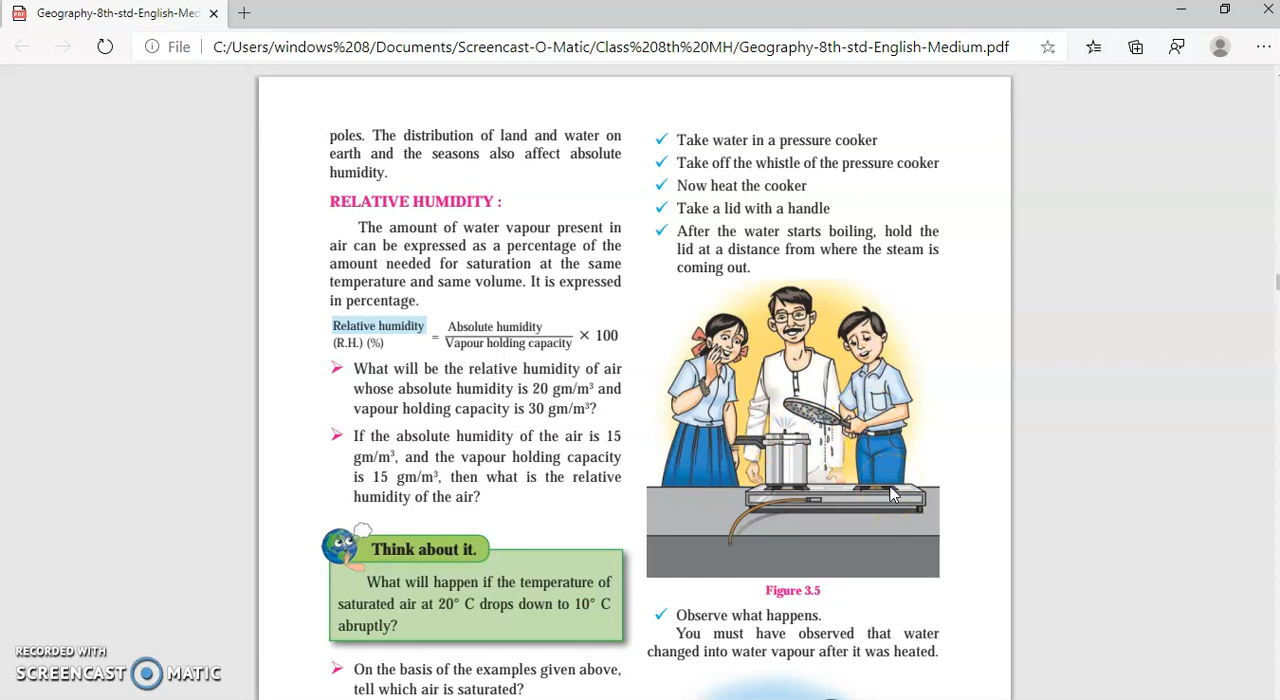 Geography-8th-std-English-Med
File
C:/Users/windows%208/Documents/Screencast-O-Matic/Class%208th%20MH/Geography-8th-std-English-Medium.pdf
poles. The distribution of land and water on
earth and the seasons also affect absolute
humidity.
RELATIVE HUMIDITY :
The amount of water vapour present in
air can be expressed as a percentage of the
amount needed for saturation at the same
temperature and same volume. It is expressed
in percentage.
Relative humidity
(R.H.) (%)
=
Absolute humidity
Vapour holding capacity
× 100
What will be the relative humidity of air
whose absolute humidity is 20 gm/m³ and
vapour holding capacity is 30 gm/m³?
If the absolute humidity of the air is 15
gm/m³, and the vapour holding capacity
is 15 gm/m³, then what is the relative
humidity of the air?
Think about it.
What will happen if the temperature of
saturated air at 20° C drops down to 10° C
abruptly?
On the basis of the examples given above,
tell which air is saturated?
Take water in a pressure cooker
Take off the whistle of the pressure cooker
Now heat the cooker
Take a lid with a handle
After the water starts boiling, hold the
lid at a distance from where the steam is
coming out.
Figure 3.5
Observe what happens.
You must have observed that water
changed into water vapour after it was heated.
RECORDED WITH
SCREENCAST MATIC